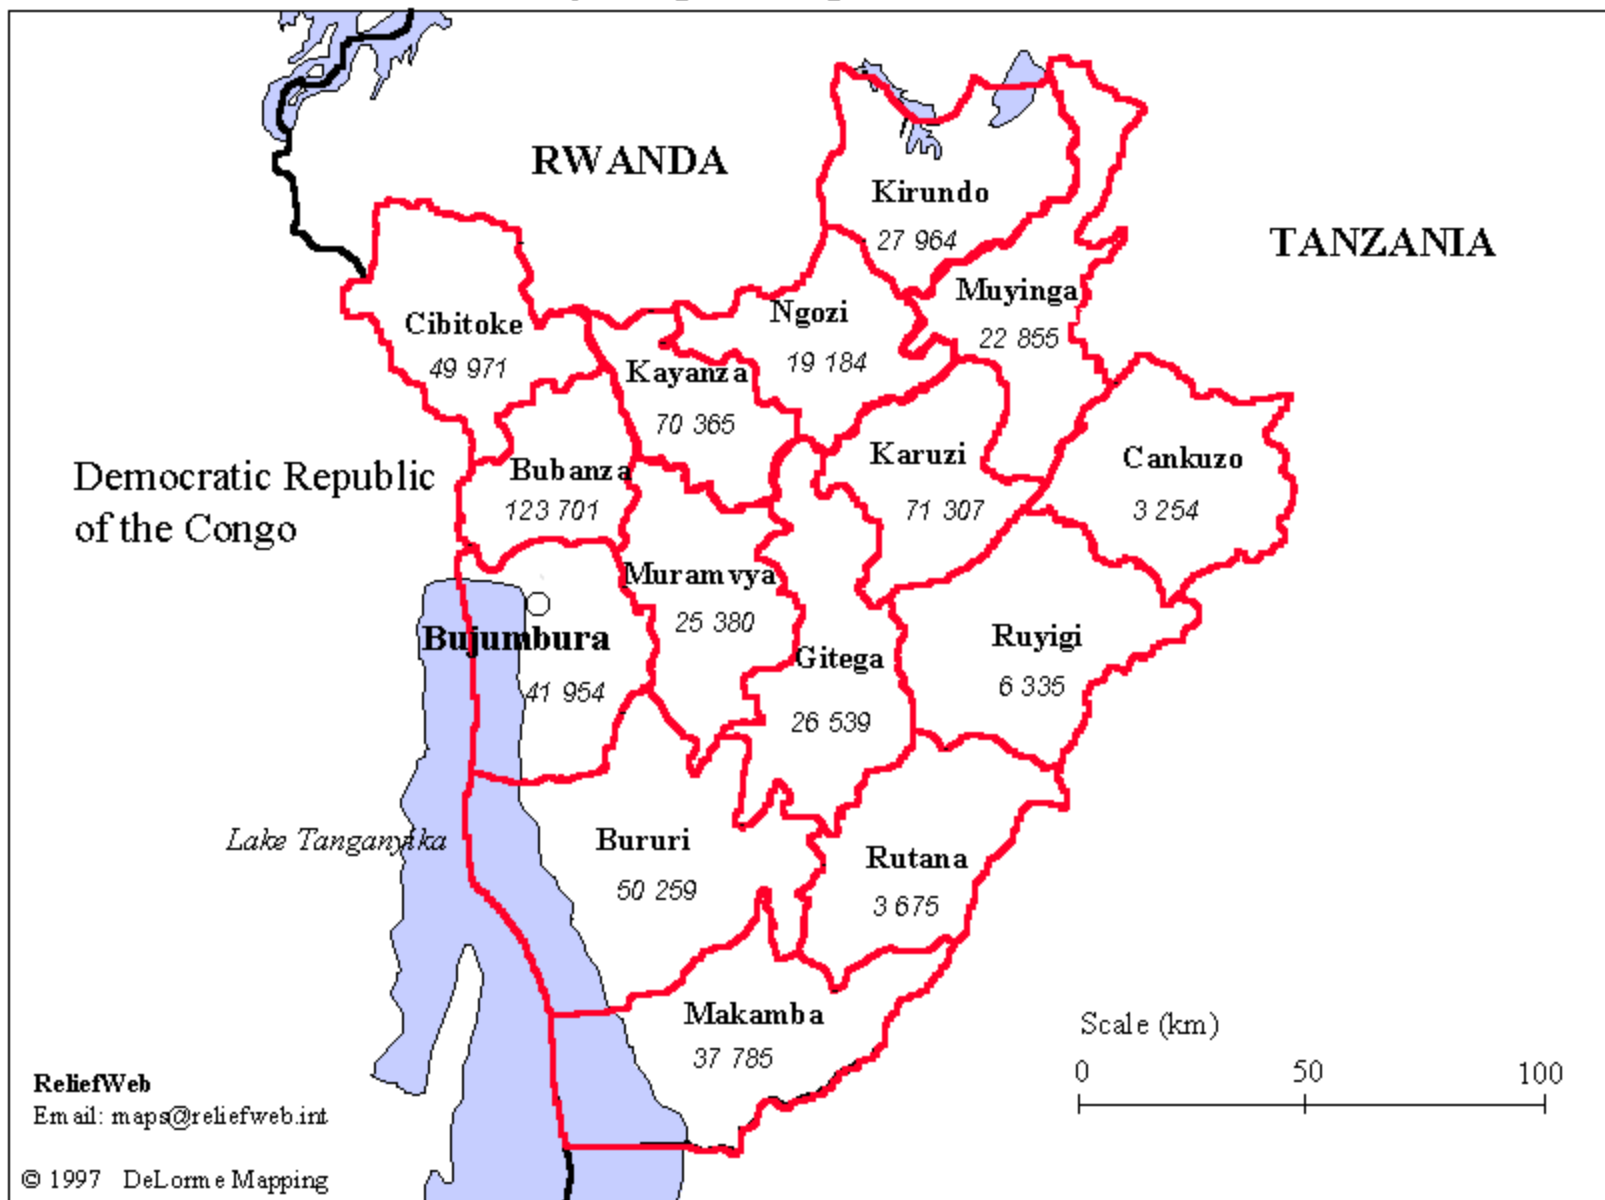 RWANDA
Kirundo
27 964
TANZANIA
Muyinga
22 855
Ngozi
19 184
Cibitoke
49 971
Kayanza
70 365
Karuzi
71 307
Cankuzo
3 254
Democratic Republic
of the Congo
Bubanza
123 701
Muramvya
25 380
Bujumbura
41 954
Gitega
26 539
Ruyigi
6 335
Lake Tanganyika
Bururi
50 259
Rutana
3 675
Makamba
37 785
Scale (km)
0 50 100
ReliefWeb
Email: maps@reliefweb.int
© 1997 DeLorme Mapping